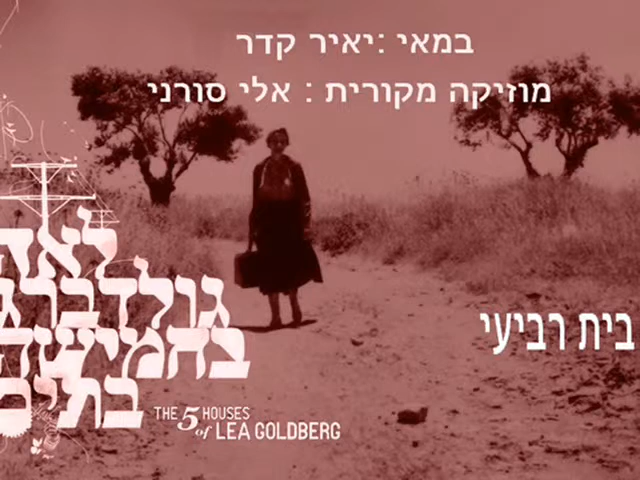 במאי :יאיר קדר
מוזיקה מקורית : אלי סורני
לאה
גולדברג
בחמישה
בתים
THE 5 HOUSES
of LEA GOLDBERG
בית רביעי